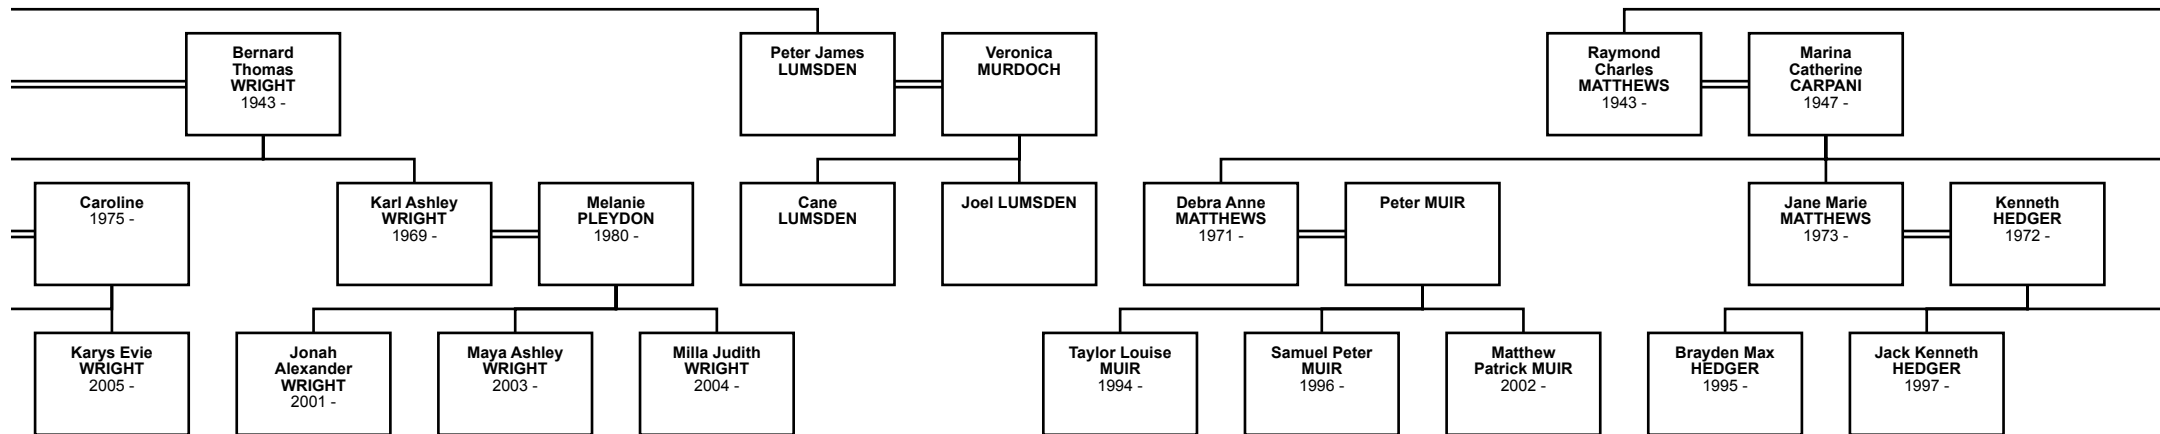 Bernard
Thomas
WRIGHT
1943 -
Peter James
LUMSDEN
Veronica
MURDOCH
Raymond
Charles
MATTHEWS
1943 -
Marina
Catherine
CARPANI
1947 -
Caroline
1975 -
Karl Ashley
WRIGHT
1969 -
Melanie
PLEYDON
1980 -
Cane
LUMSDEN
Joel LUMSDEN
Debra Anne
MATTHEWS
1971 -
Peter MUIR
Jane Marie
MATTHEWS
1973 -
Kenneth
HEDGER
1972 -
Karys Evie
WRIGHT
2005 -
Jonah
Alexander
WRIGHT
2001 -
Maya Ashley
WRIGHT
2003 -
Milla Judith
WRIGHT
2004 -
Taylor Louise
MUIR
1994 -
Samuel Peter
MUIR
1996 -
Matthew
Patrick MUIR
2002 -
Brayden Max
HEDGER
1995 -
Jack Kenneth
HEDGER
1997 -